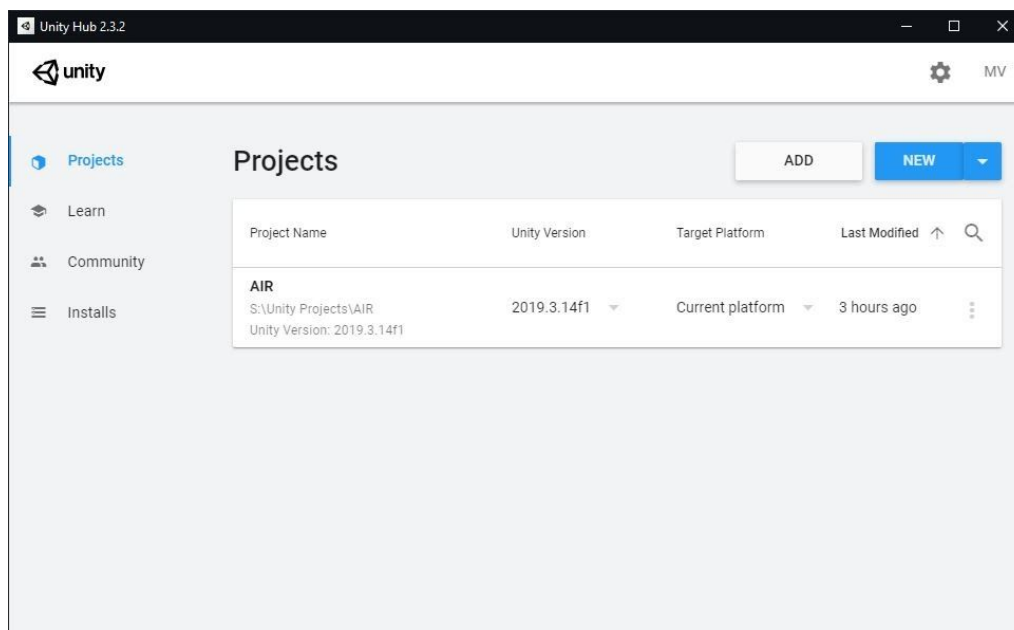 Unity Hub 2.3.2
unity
MV
Projects
Learn
Community
Installs
Projects
ADD
NEW
Project Name Unity Version Target Platform Last Modified
AIR
S:\Unity Projects\AIR
Unity Version: 2019.3.14f1
2019.3.14f1 Current platform 3 hours ago